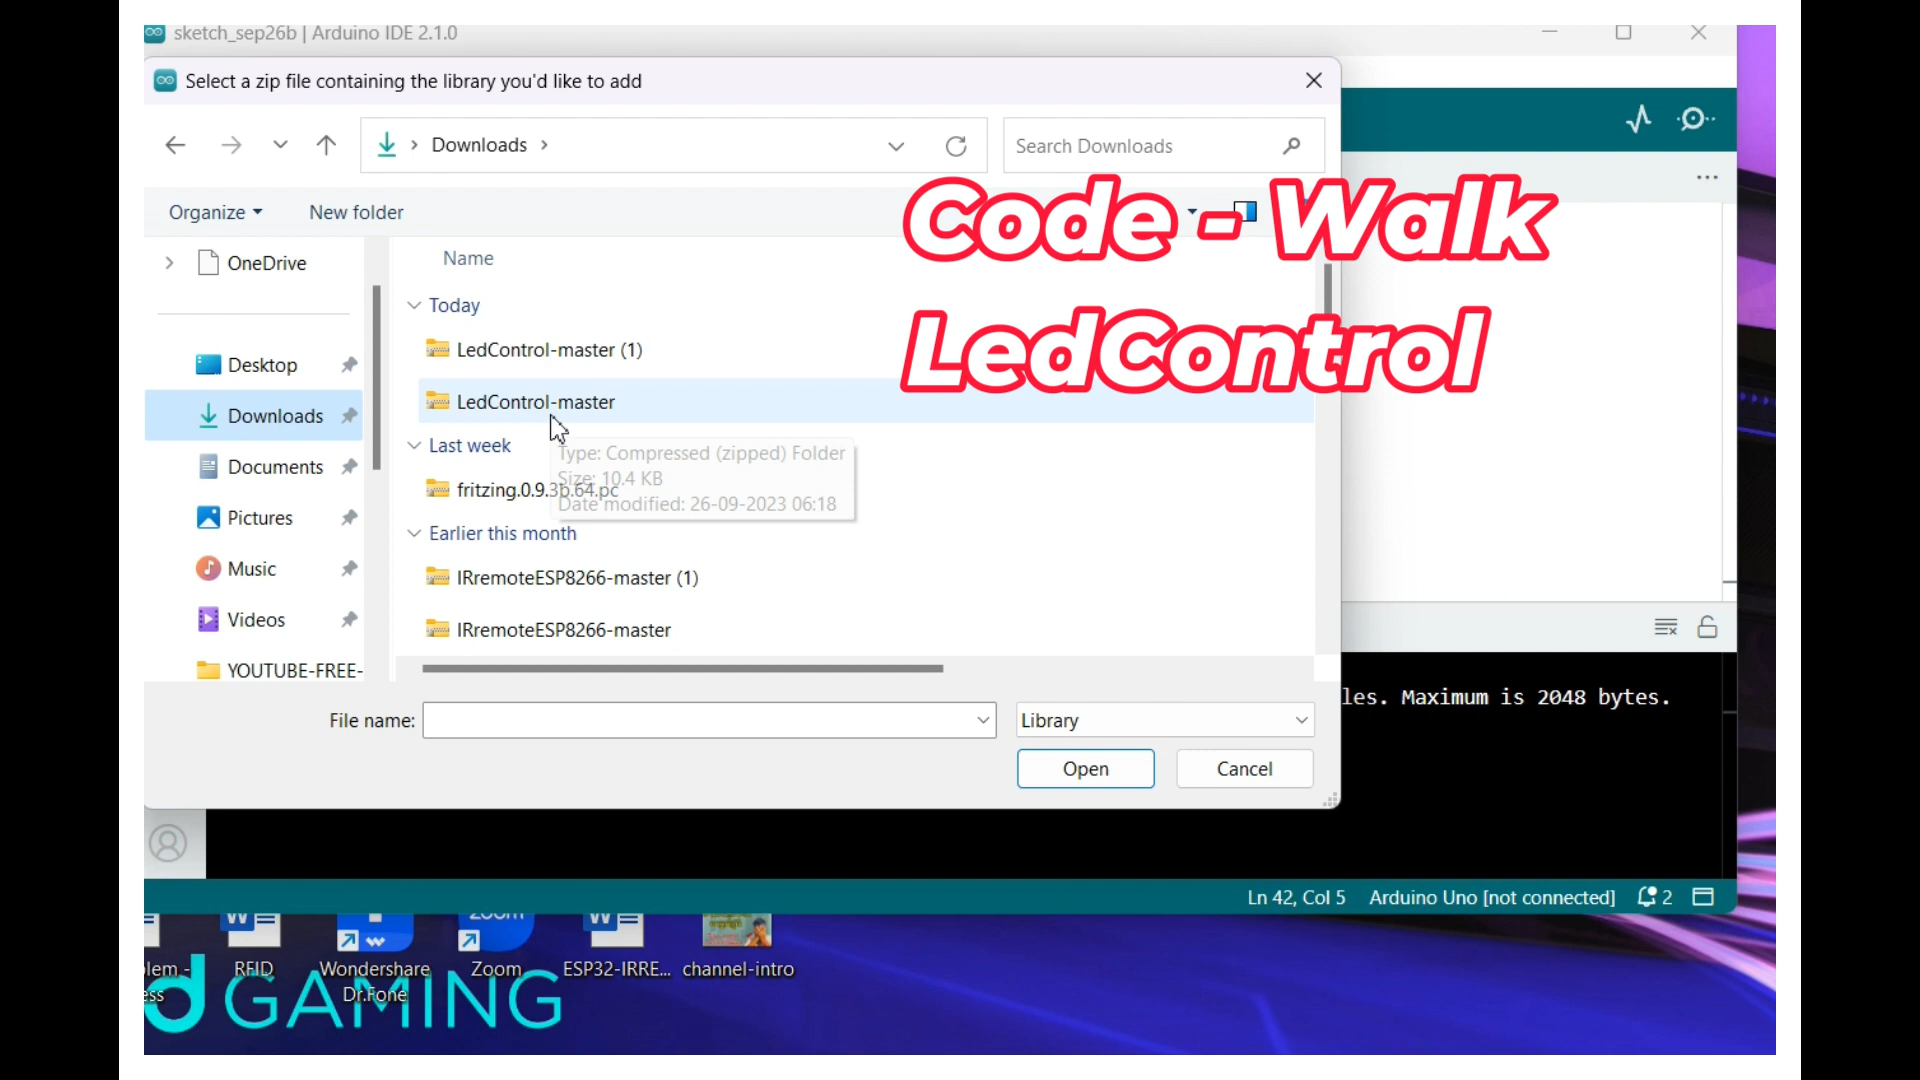 sketch_sep26b | Arduino IDE 2.1.0
Select a zip file containing the library you'd like to add
Downloads
Search Downloads
Organize
New folder
Code - Walk
LedControl
OneDrive
Desktop
Downloads
Documents
Pictures
Music
Videos
YOUTUBE-FREE-
Name
Today
LedControl-master (1)
LedControl-master
Last week
fritzing.0.9.3b.64.pc
Type: Compressed (zipped) Folder
Size: 10.4 KB
Date modified: 26-09-2023 06:18
Earlier this month
IRremoteESP8266-master (1)
IRremoteESP8266-master
File name:
Library
Open
Cancel
les. Maximum is 2048 bytes.
Ln 42, Col 5
Arduino Uno [not connected]
2
lem -
ess
RFID
Wondershare
Dr.Fone
Zoom
ESP32-IRRE...
channel-intro
d GAMING